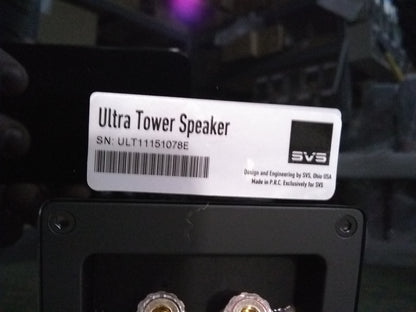 Ultra Tower Speaker
SN: ULT11151078E
SVS
Design and Engineering by SVS, Ohio USA
Made in P.R.C. Exclusively for SVS